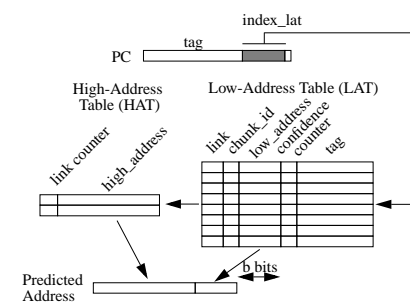 index_lat
tag
PC
High-Address
Table (HAT)
Low-Address Table (LAT)
link counter
high_address
link
chunk_id
low_address
confidence
counter
tag
b bits
Predicted
Address